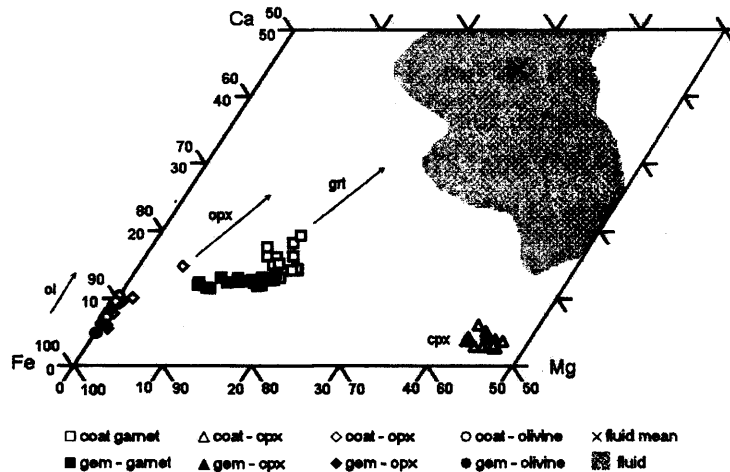 Ca 50
50
60
40
70
30
grt
opx
80
20
ol
90
10
cpx
Fe 100 Mg
0
0 100 10 90 20 80 30 70 40 60 50 50
□ coat garnet △ coat - cpx ◇ coat - opx ○ coat - olivine × fluid mean
■ gem - garnet ▲ gem - cpx ◆ gem - opx ● gem - olivine ▩ fluid